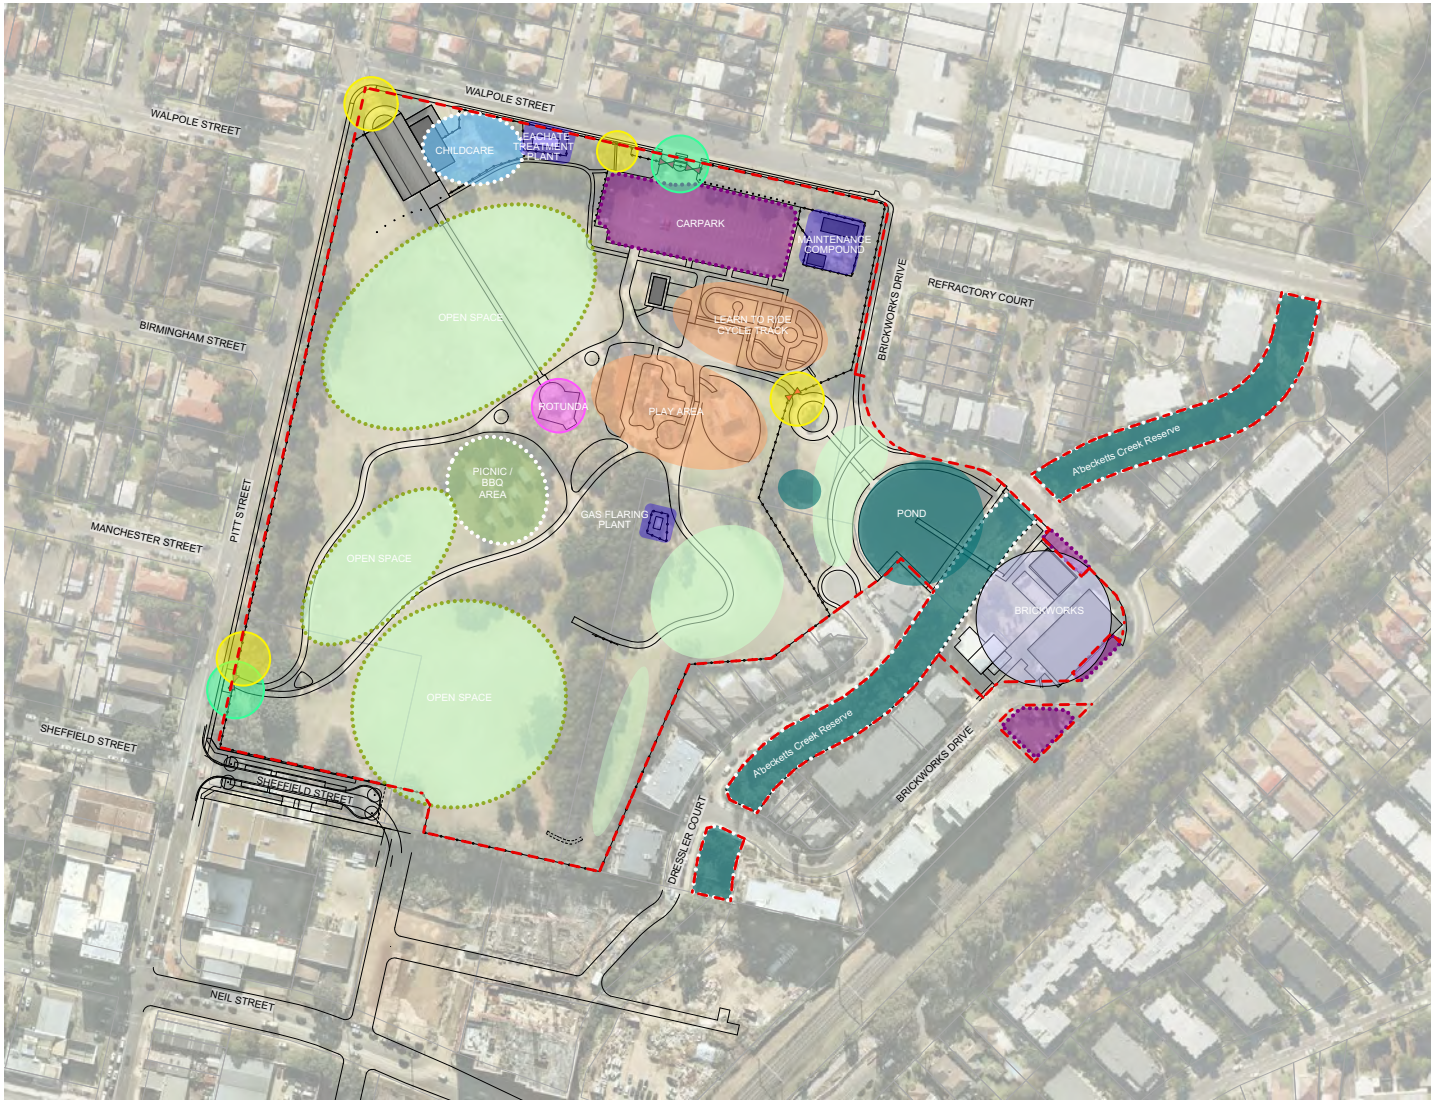 WALPOLE STREET
WALPOLE STREET
CHILDCARE
LEACHATE
TREATMENT
PLANT
CARPARK
MAINTENANCE
COMPOUND
REFRACTORY COURT
BRICKWORKS DRIVE
OPEN SPACE
LEARN TO RIDE
CYCLE TRACK
BIRMINGHAM STREET
ROTUNDA
PLAY AREA
A'becketts Creek Reserve
PICNIC /
BBQ
AREA
PITT STREET
GAS FLARING
PLANT
POND
MANCHESTER STREET
OPEN SPACE
BRICKWORKS
OPEN SPACE
A'becketts Creek Reserve
SHEFFIELD STREET
BRICKWORKS DRIVE
SHEFFIELD STREET
DRESSLER COURT
NEIL STREET